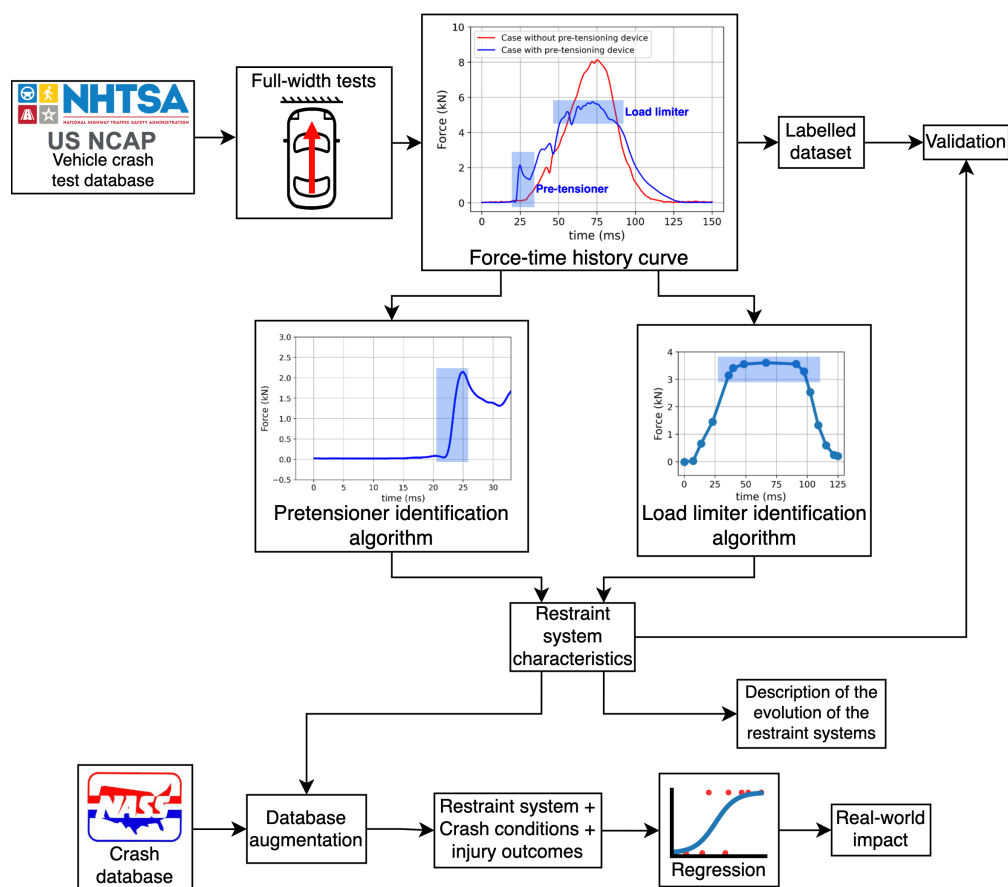 NHTSA
NATIONAL HIGHWAY TRAFFIC SAFETY ADMINISTRATION
US NCAP
Vehicle crash
test database
Full-width tests
Case without pre-tensioning device
Case with pre-tensioning device
Force (kN)
10
8
6
4
2
0
Load limiter
Pre-tensioner
0 25 50 75 100 125 150
time (ms)
Force-time history curve
Labelled
dataset
Validation
Force (kN)
3.0
2.5
2.0
1.5
1.0
0.5
0.0
−0.5
0 5 10 15 20 25 30
time (ms)
Pretensioner identification
algorithm
Force (kN)
4
3
2
1
0
0 25 50 75 100 125
time (ms)
Load limiter identification
algorithm
Restraint
system
characteristics
Description of the
evolution of the
restraint systems
NASS
Crash
database
Database
augmentation
Restraint system +
Crash conditions +
injury outcomes
Regression
Real-world
impact